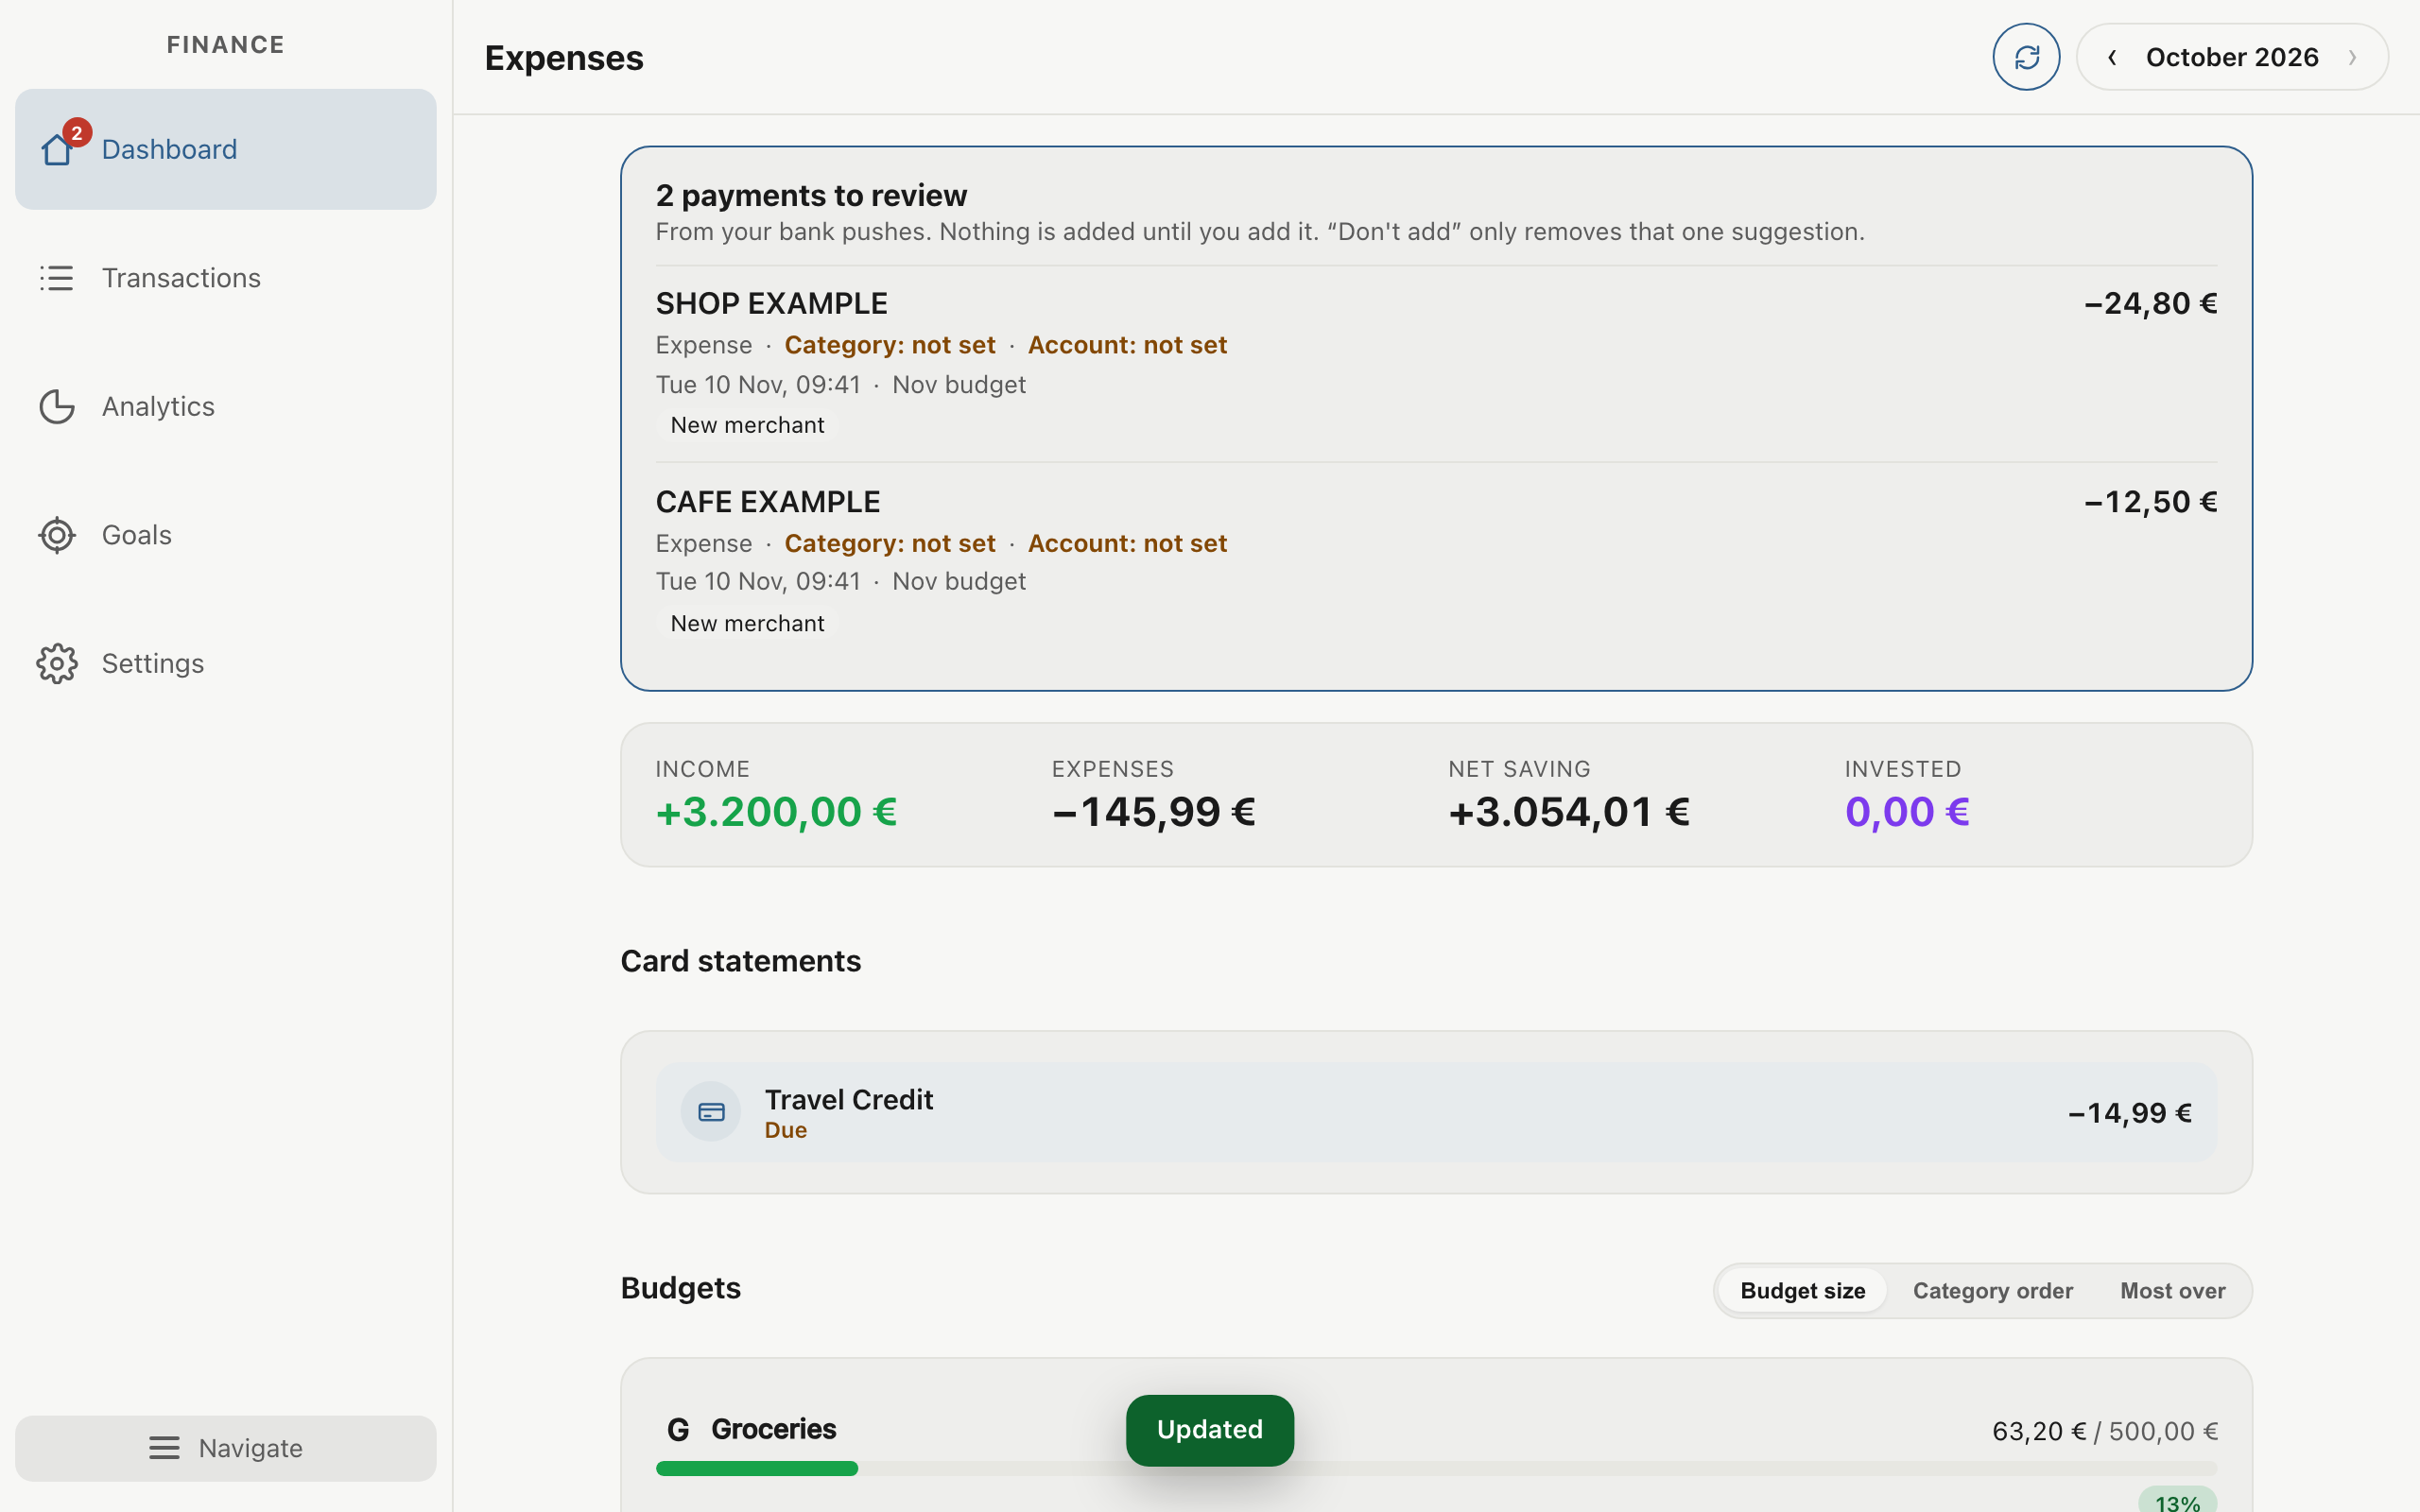 FINANCE
2
Dashboard
Transactions
Analytics
Goals
Settings
Navigate
Expenses
‹ October 2026 ›
2 payments to review
From your bank pushes. Nothing is added until you add it. “Don't add” only removes that one suggestion.
SHOP EXAMPLE −24,80 €
Expense · Category: not set · Account: not set
Tue 10 Nov, 09:41 · Nov budget
New merchant
CAFE EXAMPLE −12,50 €
Expense · Category: not set · Account: not set
Tue 10 Nov, 09:41 · Nov budget
New merchant
INCOME EXPENSES NET SAVING INVESTED
+3.200,00 € −145,99 € +3.054,01 € 0,00 €
Card statements
Travel Credit −14,99 €
Due
Budgets Budget size Category order Most over
G Groceries 63,20 € / 500,00 €
Updated
13%